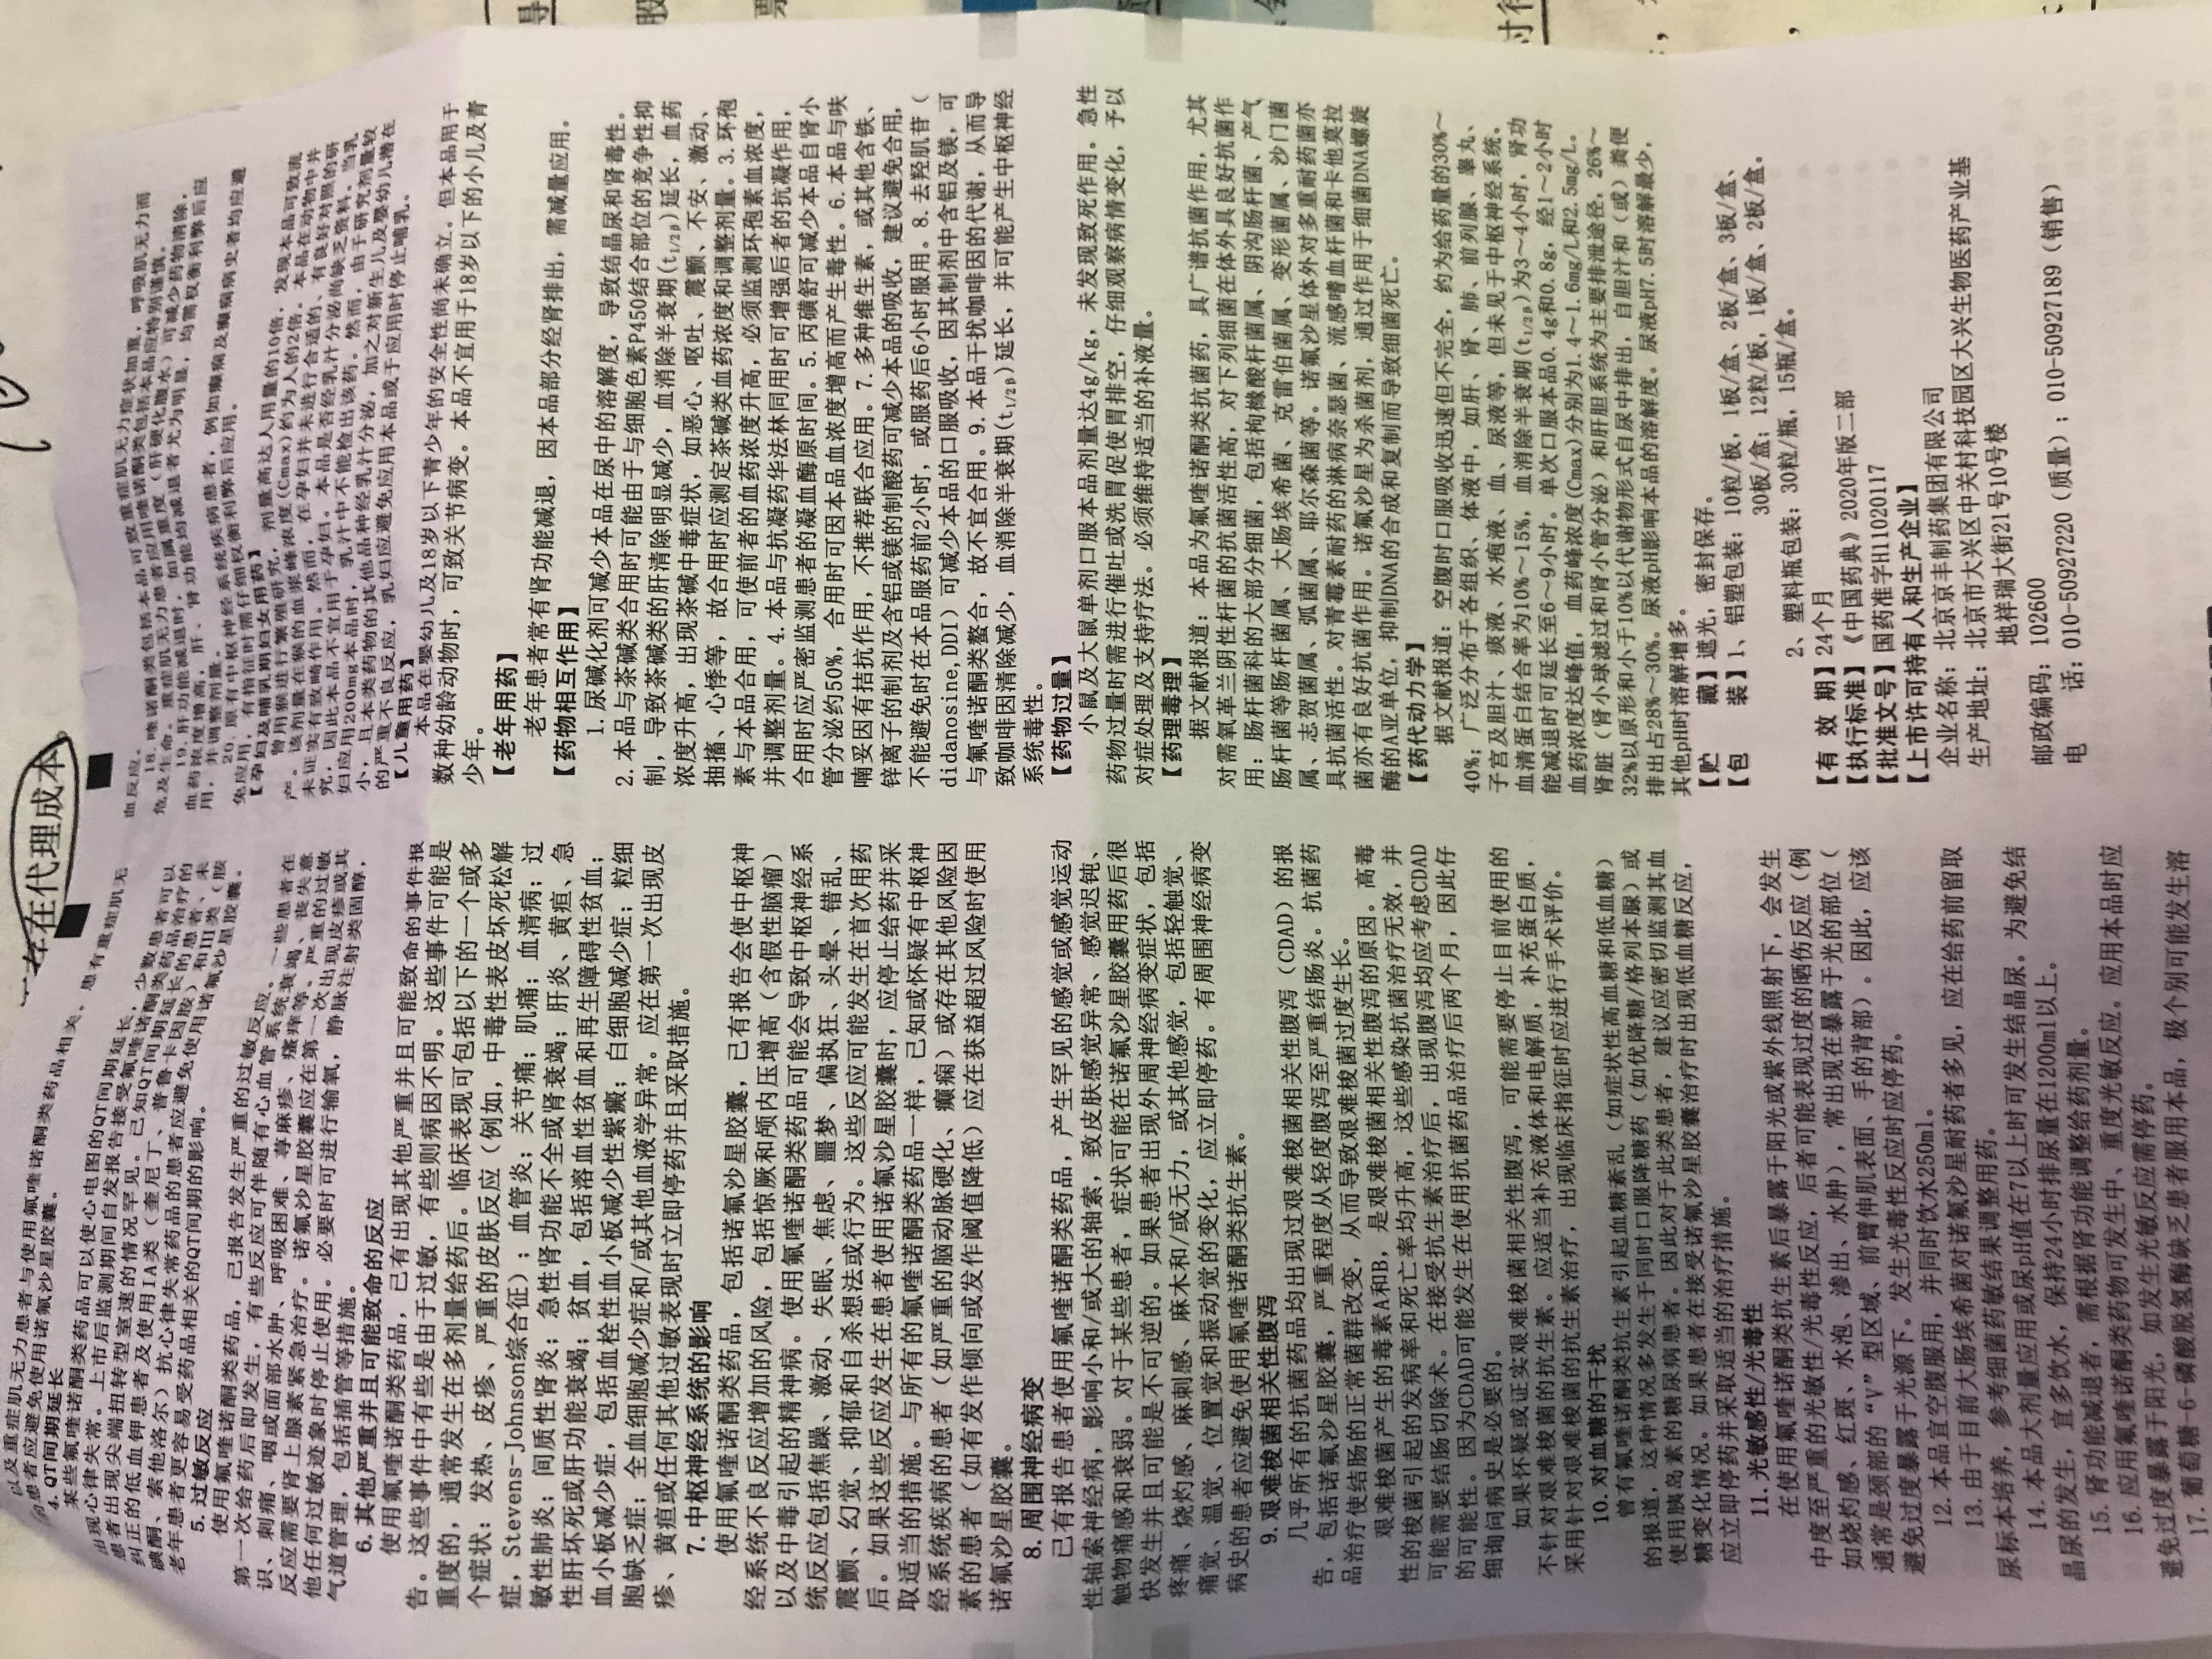 存在代理成本。
以及重症肌无力患者与使用氟喹诺酮类药品相关。患有重症肌无
的患者应避免使用诺氟沙星胶囊。
4. QT间期延长
某些氟喹诺酮类药品可以使心电图的QT间期延长，少数患者可以
出现心律失常。上市后监测期间自发报告接受氟喹诺酮类药品治疗的
患者出现尖端扭转型室速的情况罕见。已知QT间期延长的患者、未
纠正的低血钾患者及使用IA类（奎尼丁、普鲁卡因胺）和III类（胺
碘酮、索他洛尔）抗心律失常药品的患者应避免使用诺氟沙星胶囊。
老年患者更容易受药品相关的QT间期的影响。
5. 过敏反应
使用氟喹诺酮类药品，已报告发生严重的过敏反应。一些患者在
第一次给药后即发生，有些反应可伴随有心血管系统衰竭、丧失意
识、刺痛、咽或面部水肿、呼吸困难、荨麻疹、瘙痒等。严重的过敏
反应需要肾上腺素紧急治疗。诺氟沙星胶囊应在第一次出现皮疹或其
他任何过敏迹象时停止使用。必要时可进行输氧，静脉注射类固醇，
气道管理，包括插管等措施。
6. 其他严重并且可能致命的反应
使用氟喹诺酮类药品，已有出现其他严重并且可能致命的事件报
告。这些事件中有些是由于过敏，有些则病因不明。这些事件可能是
重度的，通常发生在多剂量给药后。临床表现可包括以下的一个或多
个症状：发热、皮疹、严重的皮肤反应（例如，中毒性表皮坏死松解
症，Stevens-Johnson综合征）；血管炎；关节痛；肌痛；血清病；过
敏性肺炎；间质性肾炎；急性肾功能不全或肾衰竭；肝炎、黄疸、急
性肝坏死或肝功能衰竭；贫血，包括溶血性贫血和再生障碍性贫血；
血小板减少症，包括血栓性血小板减少性紫癜；白细胞减少症；粒细
胞缺乏症；全血细胞减少症和/或其他血液学异常。应在第一次出现皮
疹、黄疸或任何其他过敏表现时立即停药并且采取措施。
7. 中枢神经系统的影响
使用氟喹诺酮类药品，包括诺氟沙星胶囊，已有报告会使中枢神
经系统不良反应增加的风险，包括惊厥和颅内压增高（含假性脑瘤）
以及中毒引起的精神病。使用氟喹诺酮类药品可能会导致中枢神经系
统反应包括焦躁、激动、失眠、焦虑、噩梦、偏执狂、头晕、错乱、
震颤、幻觉、抑郁和自杀想法或行为。这些反应可能发生在首次用药
后。如果这些反应发生在患者使用诺氟沙星胶囊时，应停止给药并采
取适当的措施。与所有的氟喹诺酮类药品一样，已知或怀疑有中枢神
经系统疾病的患者（如严重的脑动脉硬化、癫痫）或存在其他风险因
素的患者（如有发作倾向或发作阈值降低）应在获益超过风险时使用
诺氟沙星胶囊。
8. 周围神经病变
已有报告患者使用氟喹诺酮类药品，产生罕见的感觉或感觉运动
性轴索神经病，影响小和/或大的轴索，致皮肤感觉异常、感觉迟钝、
触物痛感和衰弱。对于某些患者，症状可能在诺氟沙星胶囊用药后很
快发生并且可能是不可逆的。如果患者出现外周神经病变症状，包括
疼痛、烧灼感、麻刺感、麻木和/或无力，或其他感觉，包括轻触觉、
痛觉、温觉、位置觉和振动觉的变化，应立即停药。有周围神经病变
病史的患者应避免使用氟喹诺酮类抗生素。
9. 艰难梭菌相关性腹泻
几乎所有的抗菌药品均出现过艰难梭菌相关性腹泻（CDAD）的报
告，包括诺氟沙星胶囊，严重程度从轻度腹泻至严重结肠炎。抗菌药
品治疗使结肠的正常菌群改变，从而导致艰难梭菌过度生长。
艰难梭菌产生的毒素A和B，是艰难梭菌相关性腹泻的原因。高毒
性的梭菌引起的发病率和死亡率均升高，这些感染抗菌治疗无效，并
可能需要结肠切除术。在接受抗生素治疗后，出现腹泻均应考虑CDAD
的可能性。因为CDAD可能发生在使用抗菌药品治疗后两个月，因此仔
细询问病史是必要的。
如果怀疑或证实艰难梭菌相关性腹泻，可能需要停止目前使用的
不针对艰难梭菌的抗生素。应适当补充液体和电解质，补充蛋白质，
采用针对艰难梭菌的抗生素治疗，出现临床指征时应进行手术评价。
10. 对血糖的干扰
曾有氟喹诺酮类抗生素引起血糖紊乱（如症状性高血糖和低血糖）
的报道，这种情况多发生于同时口服降糖药（如优降糖/格列本脲）或
使用胰岛素的糖尿病患者。因此对于此类患者，建议应密切监测其血
糖变化情况。如果患者在接受诺氟沙星胶囊治疗时出现低血糖反应，
应立即停药并采取适当的治疗措施。
11. 光敏感性/光毒性
在使用氟喹诺酮类抗生素后暴露于阳光或紫外线照射下，会发生
中度至严重的光敏性/光毒性反应，后者可能表现过度的晒伤反应（例
如烧灼感、红斑、水泡、渗出、水肿），常出现在暴露于光的部位（
通常是颈部的“V”型区域、前臂伸肌表面、手的背部）。因此，应该
避免过度暴露于光源下。发生光毒性反应时应停药。
12. 本品宜空腹服用，并同时饮水250ml。
13. 由于目前大肠埃希菌对诺氟沙星耐药者多见，应在给药前留取
尿标本培养，参考细菌药敏结果调整用药。
14. 本品大剂量应用或尿pH值在7以上时可发生结晶尿。为避免结
晶尿的发生，宜多饮水，保持24小时排尿量在1200ml以上。
15. 肾功能减退者，需根据肾功能调整给药剂量。
16. 应用氟喹诺酮类药物可发生中、重度光敏反应。应用本品时应
避免过度暴露于阳光，如发生光敏反应需停药。
17. 葡萄糖-6-磷酸脱氢酶缺乏患者服用本品，极个别可能发生溶
血反应。
18. 喹诺酮类包括本品可致重症肌无力症状加重，呼吸肌无力而
危及生命。重症肌无力患者应用喹诺酮类包括本品应特别谨慎。
19. 肝功能减退时，如属重度（肝硬化腹水）可减少药物清除，
血药浓度增高，肝、肾功能均减退者尤为明显，均需权衡利弊后应
用，并调整剂量。
20. 原有中枢神经系统疾病患者，例如癫痫及癫痫病史者均应避
免应用，有指征时需仔细权衡利弊后应用。
【孕妇及哺乳期妇女用药】
曾用猴进行繁殖研究，剂量高达人用量的10倍，发现本品可致流
产。该剂量在猴的血浆峰浓度(Cmax)约为人的2倍。本品在动物中并
未证实有致畸作用。然而，在孕妇并未进行合适的、有良好对照的研
究，因此本品不宜用于孕妇。本品是否经乳汁分泌尚缺乏资料。当乳
妇应用200mg本品时，乳汁中不能检出该药。然而，由于研究剂量较
小，且本类药物的其他品种经乳汁分泌，加之对新生儿及婴幼儿潜在
的严重不良反应，乳妇应避免应用本品或于应用时停止哺乳。
【儿童用药】
本品在婴幼儿及18岁以下青少年的安全性尚未确立。但本品用于
数种幼龄动物时，可致关节病变。本品不宜用于18岁以下的小儿及青
少年。
【老年用药】
老年患者常有肾功能减退，因本品部分经肾排出，需减量应用。
【药物相互作用】
1. 尿碱化剂可减少本品在尿中的溶解度，导致结晶尿和肾毒性。
2. 本品与茶碱类合用时可能由于与细胞色素P450结合部位的竞争性抑
制，导致茶碱类的肝清除明显减少，血消除半衰期(t1/2β)延长，血药
浓度升高，出现茶碱中毒症状，如恶心、呕吐、震颤、不安、激动、
抽搐、心悸等，故合用时应测定茶碱类血药浓度和调整剂量。3. 环孢
素与本品合用，可使前者的血药浓度升高，必须监测环孢素血浓度，
并调整剂量。4. 本品与抗凝药华法林同用时可增强后者的抗凝作用，
合用时应严密监测患者的凝血酶原时间。5. 丙磺舒可减少本品自肾小
管分泌约50%，合用时可因本品血浓度增高而产生毒性。6. 本品与呋
喃妥因有拮抗作用，不推荐联合应用。7. 多种维生素，或其他含铁、
锌离子的制剂及含铝或镁的制酸药可减少本品的吸收，建议避免合用，
不能避免时在本品服药前2小时，或服药后6小时服用。8. 去羟肌苷（
didanosine,DDI）可减少本品的口服吸收，因其制剂中含铝及镁，可
与氟喹诺酮类螯合，故不宜合用。9. 本品干扰咖啡因的代谢，从而导
致咖啡因清除减少，血消除半衰期(t1/2β)延长，并可能产生中枢神经
系统毒性。
【药物过量】
小鼠及大鼠单剂口服本品剂量达4g/kg，未发现致死作用。急性
药物过量时需进行催吐或洗胃促使胃排空，仔细观察病情变化，予以
对症处理及支持疗法。必须维持适当的补液量。
【药理毒理】
据文献报道：本品为氟喹诺酮类抗菌药，具广谱抗菌作用，尤其
对需氧革兰阴性杆菌的抗菌活性高，对下列细菌在体外具良好抗菌作
用：肠杆菌科的大部分细菌，包括枸橼酸杆菌属、阴沟肠杆菌、产气
肠杆菌等肠杆菌属、大肠埃希菌、克雷伯菌属、变形菌属、沙门菌
属、志贺菌属、弧菌属、耶尔森菌等。诺氟沙星体外对多重耐药菌亦
具抗菌活性。对青霉素耐药的淋病奈瑟菌、流感嗜血杆菌和卡他莫拉
菌亦有良好抗菌作用。诺氟沙星为杀菌剂，通过作用于细菌DNA螺旋
酶的A亚单位，抑制DNA的合成和复制而导致细菌死亡。
【药代动力学】
据文献报道：空腹时口服吸收迅速但不完全，约为给药量的30%～
40%；广泛分布于各组织、体液中，如肝、肾、肺、前列腺、睾丸、
子宫及胆汁、痰液、水疱液、血、尿液等，但未见于中枢神经系统。
血清蛋白结合率为10%～15%，血消除半衰期(t1/2β)为3～4小时，肾功
能减退时可延长至6～9小时。单次口服本品0.4g和0.8g，经1～2小时
血药浓度达峰值，血药峰浓度(Cmax)分别为1.4～1.6mg/L和2.5mg/L。
肾脏（肾小球滤过和肾小管分泌）和肝胆系统为主要排泄途径，26%～
32%以原形和小于10%以代谢物形式自尿中排出，自胆汁和（或）粪便
排出占28%～30%。尿液pH影响本品的溶解度。尿液pH7.5时溶解最少，
其他pH时溶解增多。
【贮 藏】遮光，密封保存。
【包 装】1、铝塑包装：10粒/板，1板/盒、2板/盒、3板/盒、
30板/盒；12粒/板，1板/盒、2板/盒。
2、塑料瓶包装：30粒/瓶，15瓶/盒。
【有 效 期】24个月
【执行标准】《中国药典》2020年版二部
【批准文号】国药准字H11020117
【上市许可持有人和生产企业】
企业名称：北京京丰制药集团有限公司
生产地址：北京市大兴区中关村科技园区大兴生物医药产业基
地祥瑞大街21号10号楼
邮政编码：102600
电 话：010-50927220（质量）；010-50927189（销售）